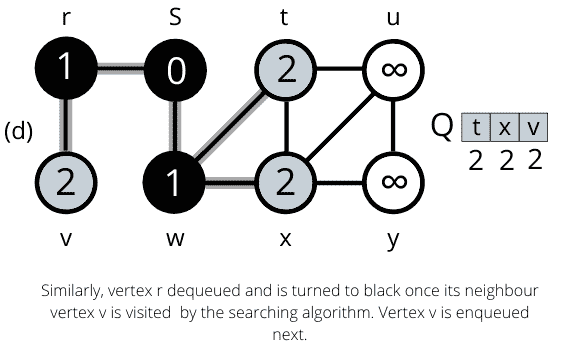 r S t u
1 0 2 ∞
(d) Q t x v
2 2 2
2 1 2 ∞
v w x y
Similarly, vertex r dequeued and is turned to black once its neighbour
vertex v is visited by the searching algorithm. Vertex v is enqueued
next.